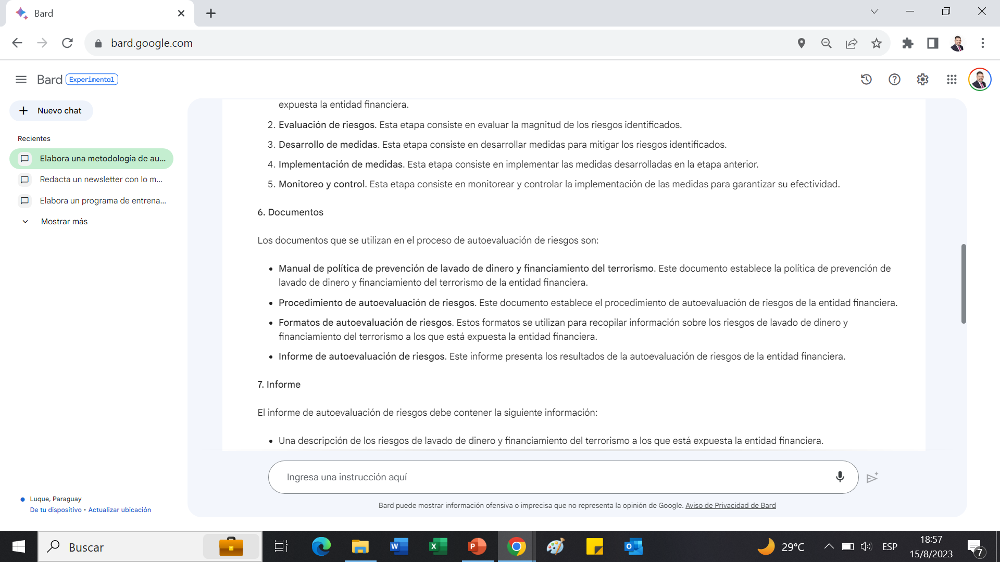 Bard
bard.google.com
Bard Experimental
Nuevo chat
Recientes
Elabora una metodología de au...
Redacta un newsletter con lo m...
Elabora un programa de entrena...
Mostrar más
Luque, Paraguay
De tu dispositivo • Actualizar ubicación
expuesta la entidad financiera.
2. Evaluación de riesgos. Esta etapa consiste en evaluar la magnitud de los riesgos identificados.
3. Desarrollo de medidas. Esta etapa consiste en desarrollar medidas para mitigar los riesgos identificados.
4. Implementación de medidas. Esta etapa consiste en implementar las medidas desarrolladas en la etapa anterior.
5. Monitoreo y control. Esta etapa consiste en monitorear y controlar la implementación de las medidas para garantizar su efectividad.
6. Documentos
Los documentos que se utilizan en el proceso de autoevaluación de riesgos son:
• Manual de política de prevención de lavado de dinero y financiamiento del terrorismo. Este documento establece la política de prevención de
lavado de dinero y financiamiento del terrorismo de la entidad financiera.
• Procedimiento de autoevaluación de riesgos. Este documento establece el procedimiento de autoevaluación de riesgos de la entidad financiera.
• Formatos de autoevaluación de riesgos. Estos formatos se utilizan para recopilar información sobre los riesgos de lavado de dinero y
financiamiento del terrorismo a los que está expuesta la entidad financiera.
• Informe de autoevaluación de riesgos. Este informe presenta los resultados de la autoevaluación de riesgos de la entidad financiera.
7. Informe
El informe de autoevaluación de riesgos debe contener la siguiente información:
• Una descripción de los riesgos de lavado de dinero y financiamiento del terrorismo a los que está expuesta la entidad financiera.
Ingresa una instrucción aquí
Bard puede mostrar información ofensiva o imprecisa que no representa la opinión de Google. Aviso de Privacidad de Bard
Buscar
29°C
ESP
18:57
15/8/2023
7